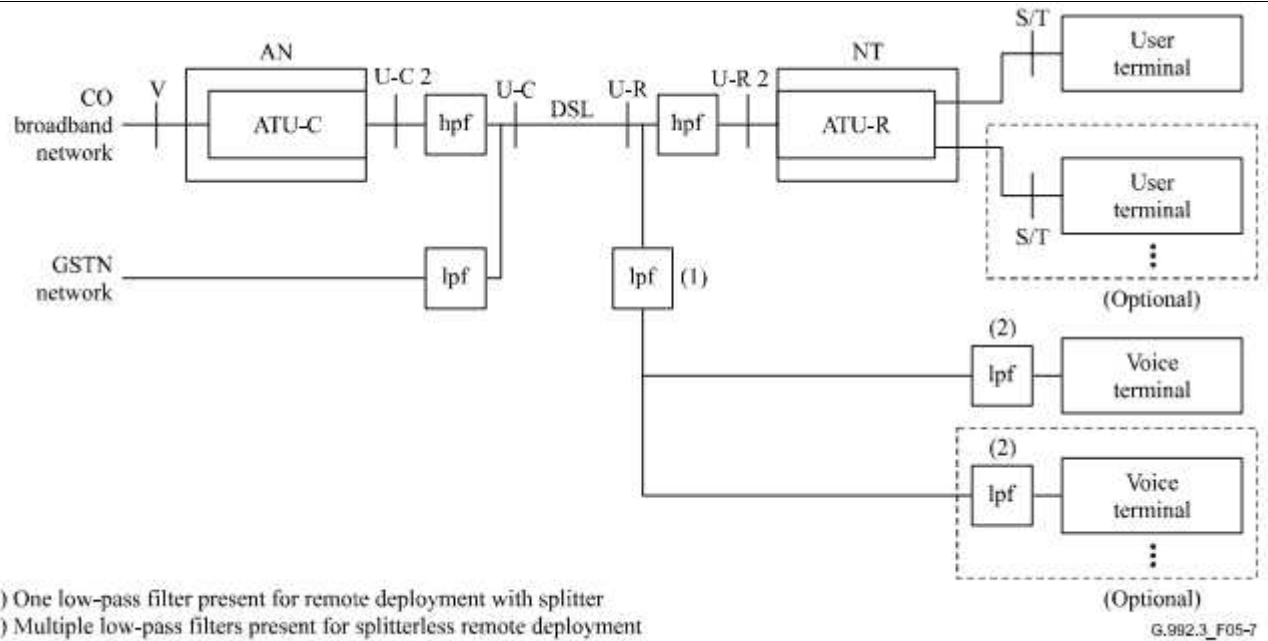 S/T
User
terminal
AN
NT
CO
broadband
network
V
ATU-C
U-C 2
hpf
U-C
DSL
U-R
hpf
U-R 2
ATU-R
User
terminal
S/T
(Optional)
GSTN
network
lpf
lpf
(1)
(2)
lpf
Voice
terminal
(2)
lpf
Voice
terminal
(Optional)
) One low-pass filter present for remote deployment with splitter
) Multiple low-pass filters present for splitterless remote deployment
G.992.3_F05-7